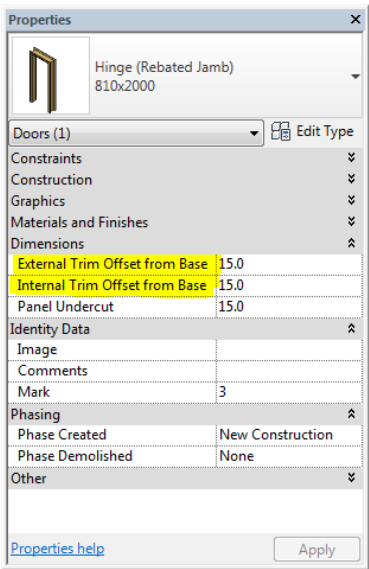 Properties
Hinge (Rebated Jamb)
810x2000
Doors (1) Edit Type
Constraints
Construction
Graphics
Materials and Finishes
Dimensions
External Trim Offset from Base 15.0
Internal Trim Offset from Base 15.0
Panel Undercut 15.0
Identity Data
Image
Comments
Mark 3
Phasing
Phase Created New Construction
Phase Demolished None
Other
Properties help Apply